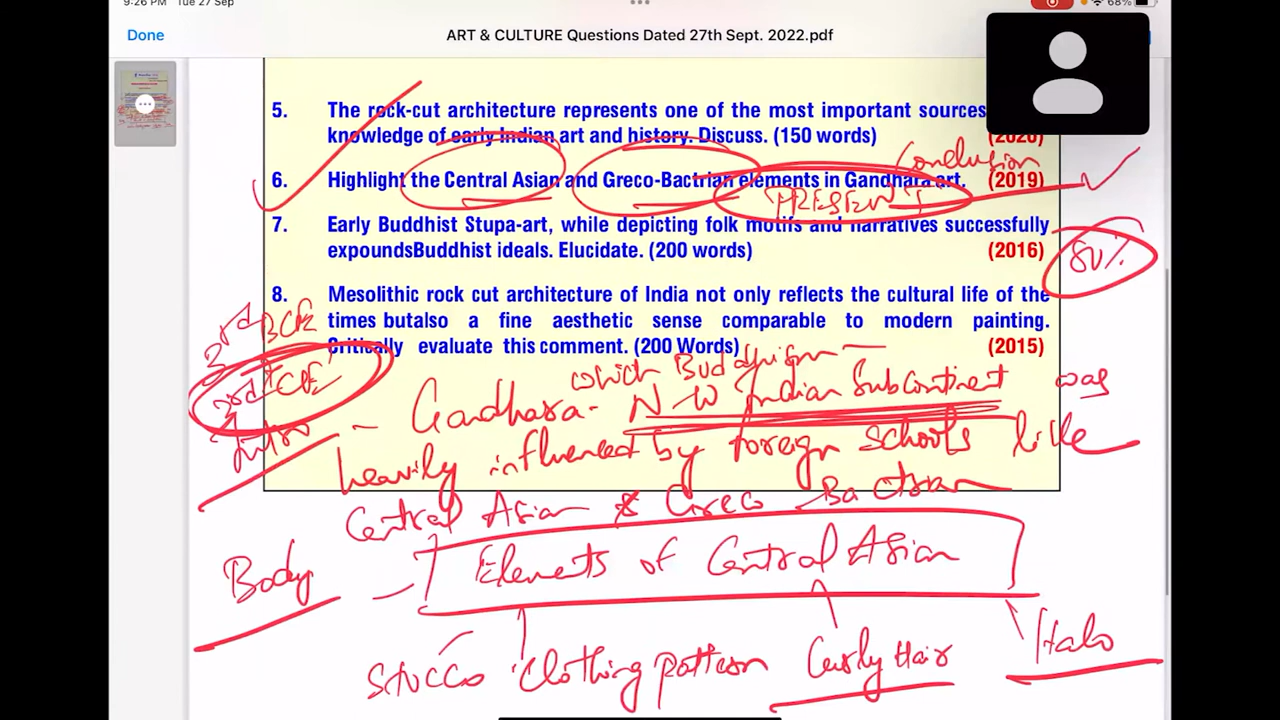 9:26 PM Tue 27 Sep
68%
Done
ART & CULTURE Questions Dated 27th Sept. 2022.pdf
5. The rock-cut architecture represents one of the most important sources
knowledge of early Indian art and history. Discuss. (150 words) (2020)
Conclusion
6. Highlight the Central Asian and Greco-Bactrian elements in Gandhara art. (2019)
PRESENT
7. Early Buddhist Stupa-art, while depicting folk motifs and narratives successfully
expoundsBuddhist ideals. Elucidate. (200 words) (2016)
80%
8. Mesolithic rock cut architecture of India not only reflects the cultural life of the
times butalso a fine aesthetic sense comparable to modern painting.
Critically evaluate this comment. (200 Words) (2015)
3rd BCE
3rd CE
Intro
which Buddhism
- Gandhara - N-W Indian Subcontinent was
heavily influenced by foreign schools like
Central Asian & Greco Bactrian
Body - Elements of Central Asian
Stucco Clothing pattern Curly Hair Halo